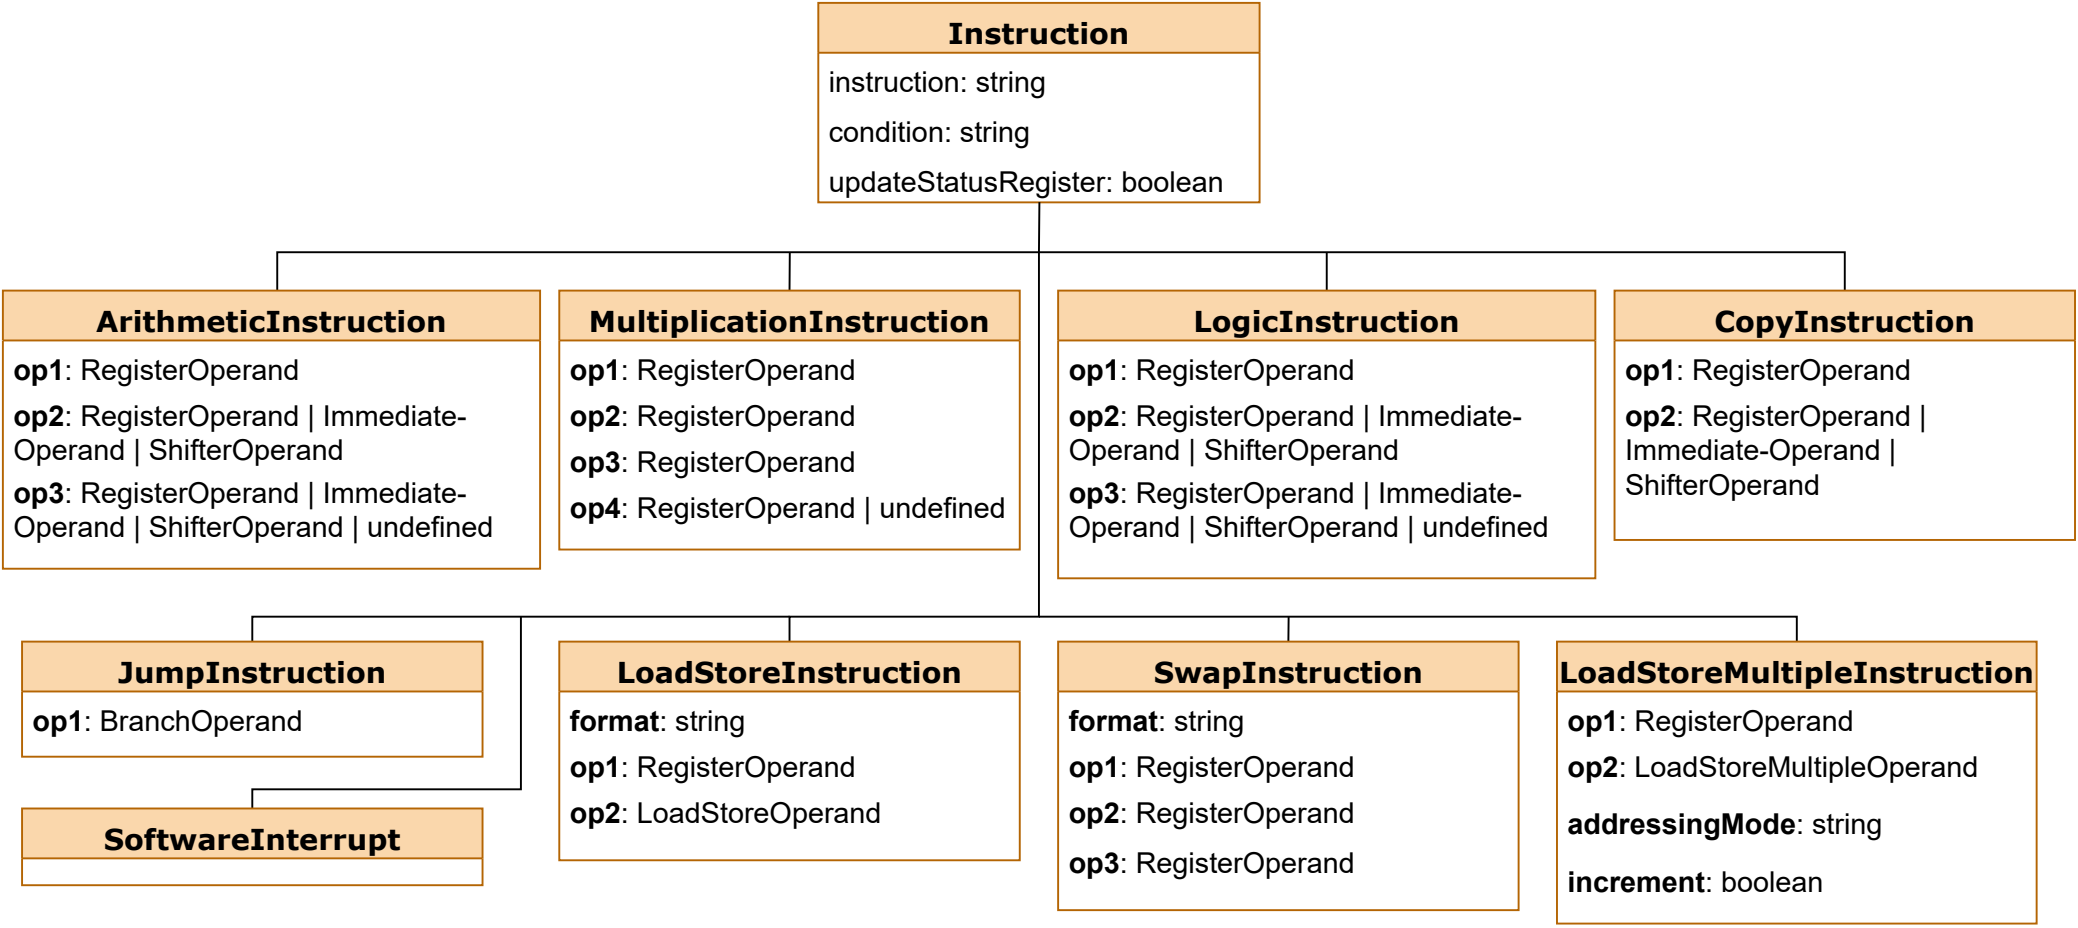 Instruction
instruction: string
condition: string
updateStatusRegister: boolean
ArithmeticInstruction
op1: RegisterOperand
op2: RegisterOperand | Immediate-
Operand | ShifterOperand
op3: RegisterOperand | Immediate-
Operand | ShifterOperand | undefined
MultiplicationInstruction
op1: RegisterOperand
op2: RegisterOperand
op3: RegisterOperand
op4: RegisterOperand | undefined
LogicInstruction
op1: RegisterOperand
op2: RegisterOperand | Immediate-
Operand | ShifterOperand
op3: RegisterOperand | Immediate-
Operand | ShifterOperand | undefined
CopyInstruction
op1: RegisterOperand
op2: RegisterOperand |
Immediate-Operand |
ShifterOperand
JumpInstruction
op1: BranchOperand
SoftwareInterrupt
LoadStoreInstruction
format: string
op1: RegisterOperand
op2: LoadStoreOperand
SwapInstruction
format: string
op1: RegisterOperand
op2: RegisterOperand
op3: RegisterOperand
LoadStoreMultipleInstruction
op1: RegisterOperand
op2: LoadStoreMultipleOperand
addressingMode: string
increment: boolean